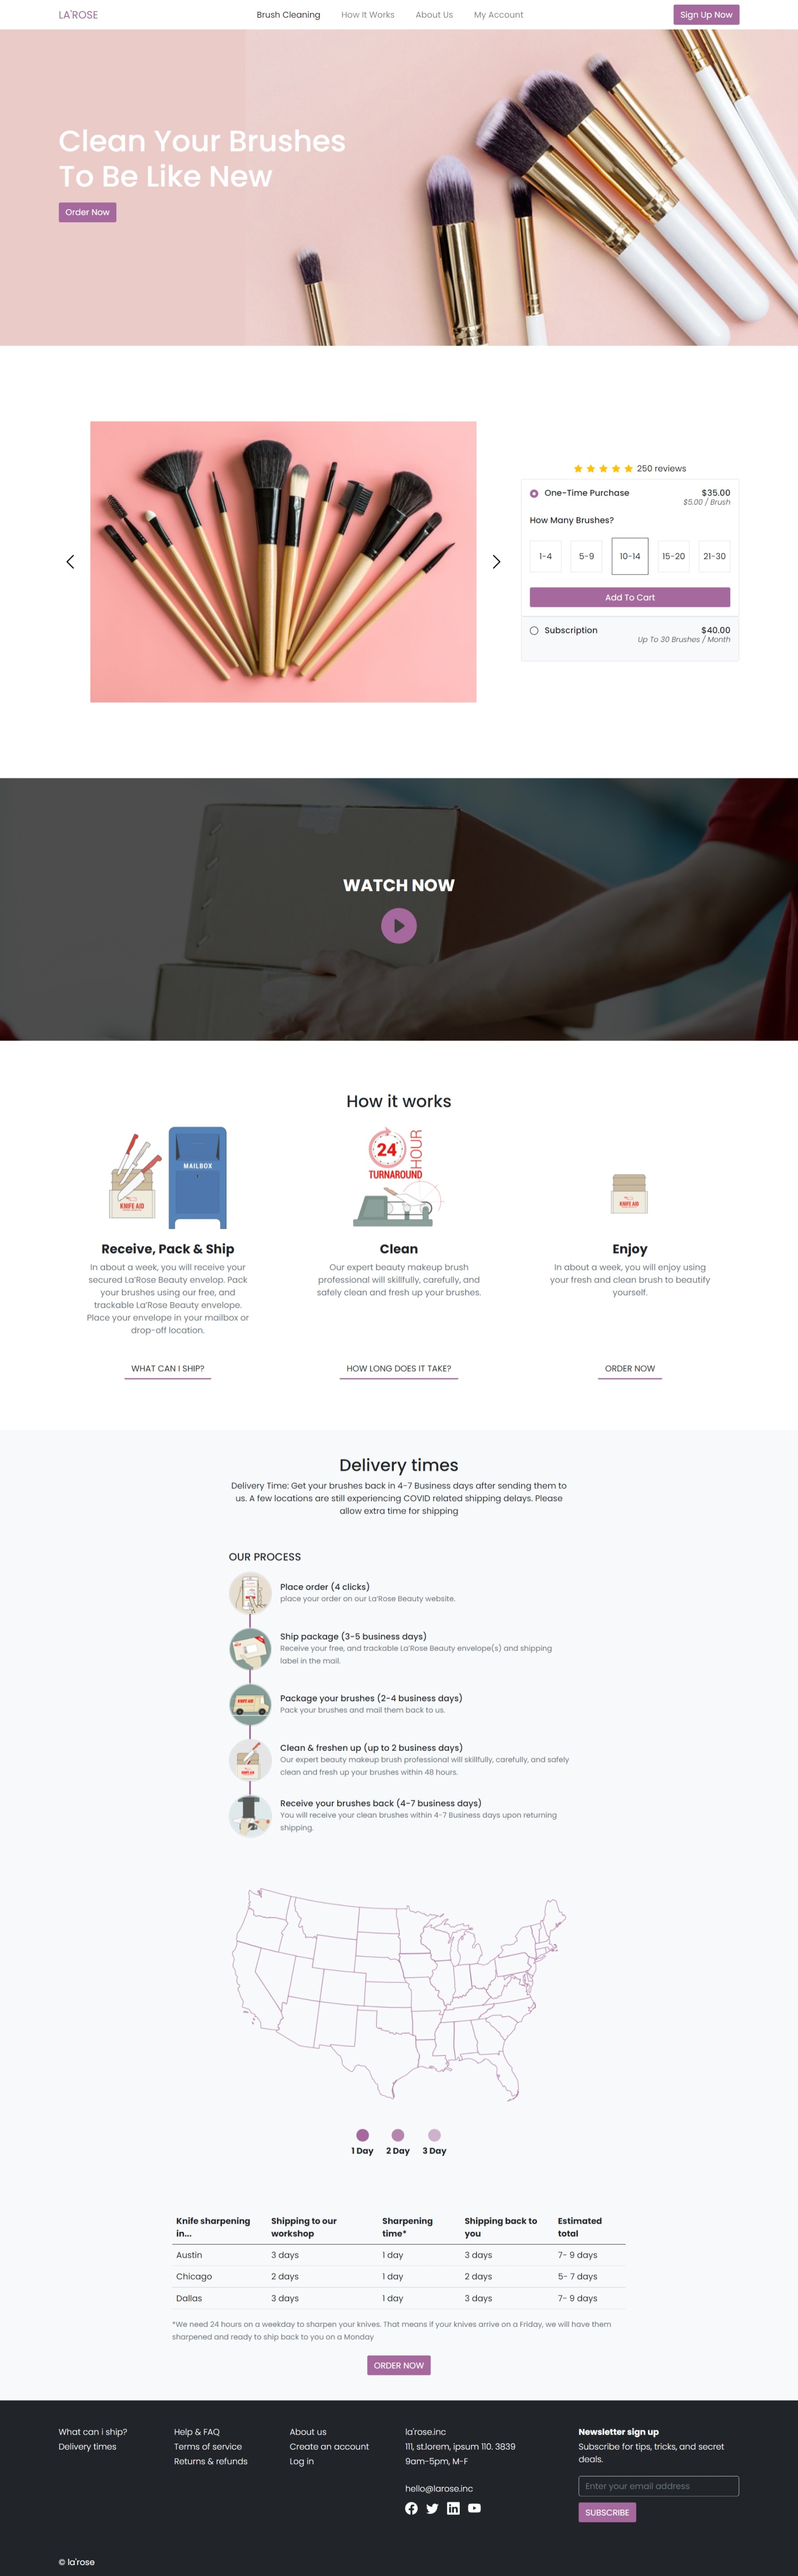 LA'ROSE
Brush Cleaning
How It Works
About Us
My Account
Sign Up Now
Clean Your Brushes
To Be Like New
Order Now
250 reviews
One-Time Purchase
$35.00
$5.00 / Brush
How Many Brushes?
1-4
5-9
10-14
15-20
21-30
Add To Cart
Subscription
$40.00
Up To 30 Brushes / Month
WATCH NOW
How it works
MAILBOX
KNIFE AID
24
HOUR
TURNAROUND
KNIFE AID
Receive, Pack & Ship
In about a week, you will receive your
secured La'Rose Beauty envelop. Pack
your brushes using our free, and
trackable La'Rose Beauty envelope.
Place your envelope in your mailbox or
drop-off location.
WHAT CAN I SHIP?
Clean
Our expert beauty makeup brush
professional will skillfully, carefully, and
safely clean and fresh up your brushes.
HOW LONG DOES IT TAKE?
Enjoy
In about a week, you will enjoy using
your fresh and clean brush to beautify
yourself.
ORDER NOW
Delivery times
Delivery Time: Get your brushes back in 4-7 Business days after sending them to
us. A few locations are still experiencing COVID related shipping delays. Please
allow extra time for shipping
OUR PROCESS
Place order (4 clicks)
place your order on our La'Rose Beauty website.
Ship package (3-5 business days)
Receive your free, and trackable La'Rose Beauty envelope(s) and shipping
label in the mail.
KNIFE AID
Package your brushes (2-4 business days)
Pack your brushes and mail them back to us.
KNIFE AID
Clean & freshen up (up to 2 business days)
Our expert beauty makeup brush professional will skillfully, carefully, and safely
clean and fresh up your brushes within 48 hours.
Receive your brushes back (4-7 business days)
You will receive your clean brushes within 4-7 Business days upon returning
shipping.
1 Day
2 Day
3 Day
Knife sharpening in... Shipping to our workshop Sharpening time* Shipping back to you Estimated total
Austin 3 days 1 day 3 days 7- 9 days
Chicago 2 days 1 day 2 days 5- 7 days
Dallas 3 days 1 day 3 days 7- 9 days
*We need 24 hours on a weekday to sharpen your knives. That means if your knives arrive on a Friday, we will have them
sharpened and ready to ship back to you on a Monday
ORDER NOW
What can i ship?
Delivery times
Help & FAQ
Terms of service
Returns & refunds
About us
Create an account
Log in
la'rose.inc
111, st.lorem, ipsum 110. 3839
9am-5pm, M-F
hello@larose.inc
Newsletter sign up
Subscribe for tips, tricks, and secret
deals.
Enter your email address
SUBSCRIBE
© la'rose